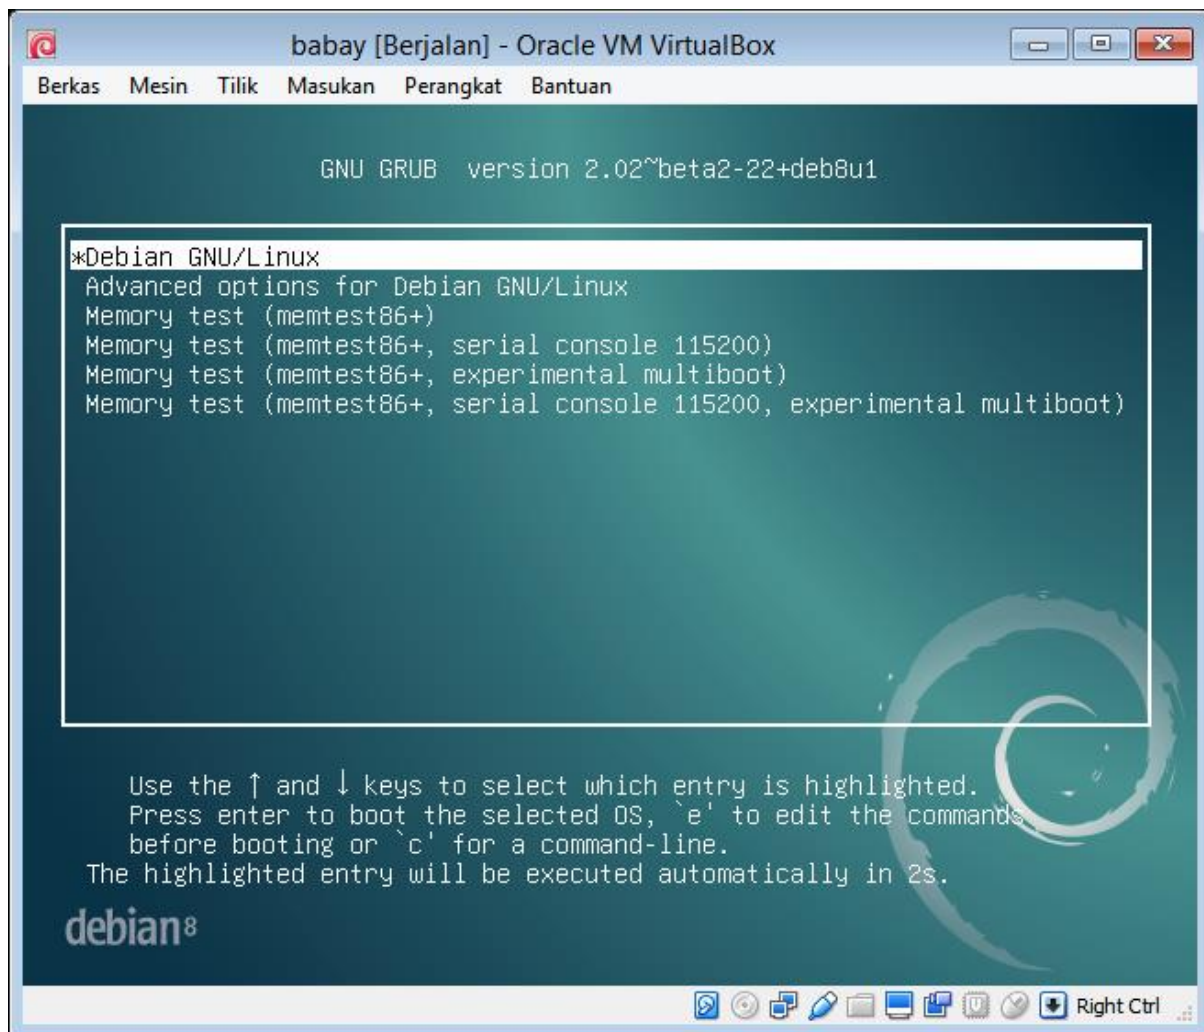 babay [Berjalan] - Oracle VM VirtualBox
Berkas Mesin Tilik Masukan Perangkat Bantuan
GNU GRUB version 2.02~beta2-22+deb8u1
*Debian GNU/Linux
Advanced options for Debian GNU/Linux
Memory test (memtest86+)
Memory test (memtest86+, serial console 115200)
Memory test (memtest86+, experimental multiboot)
Memory test (memtest86+, serial console 115200, experimental multiboot)
Use the ↑ and ↓ keys to select which entry is highlighted.
Press enter to boot the selected OS, `e' to edit the commands
before booting or `c' for a command-line.
The highlighted entry will be executed automatically in 2s.
debian8
Right Ctrl